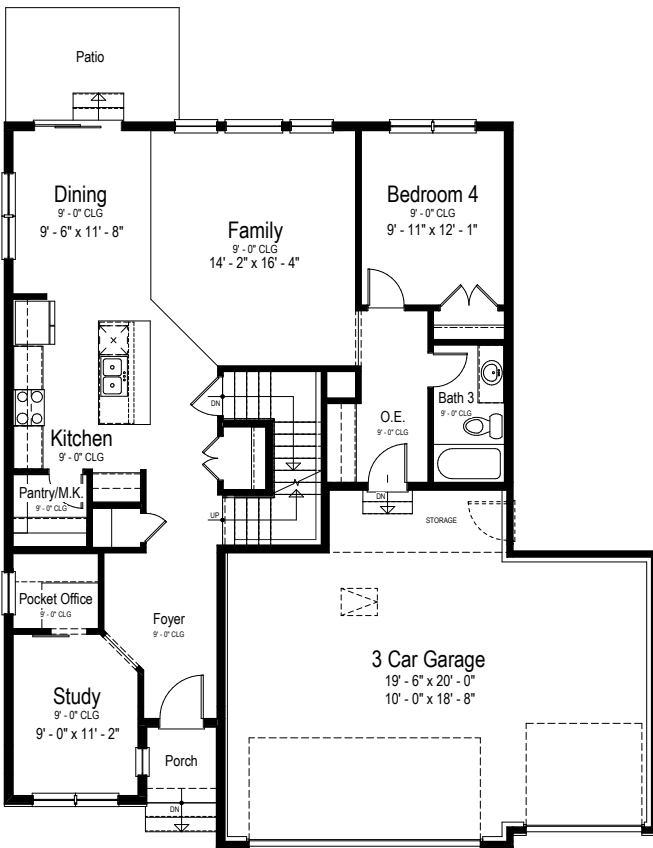 Patio
Dining
9' - 0" CLG
9' - 6" x 11' - 8"
Family
9' - 0" CLG
14' - 2" x 16' - 4"
Bedroom 4
9' - 0" CLG
9' - 11" x 12' - 1"
DN
Bath 3
9' - 0" CLG
O.E.
9' - 0" CLG
Kitchen
9' - 0" CLG
Pantry/M.K.
9' - 0" CLG
UP
DN
STORAGE
Pocket Office
9' - 0" CLG
Foyer
9' - 0" CLG
3 Car Garage
19' - 6" x 20' - 0"
10' - 0" x 18' - 8"
Study
9' - 0" CLG
9' - 0" x 11' - 2"
Porch
DN